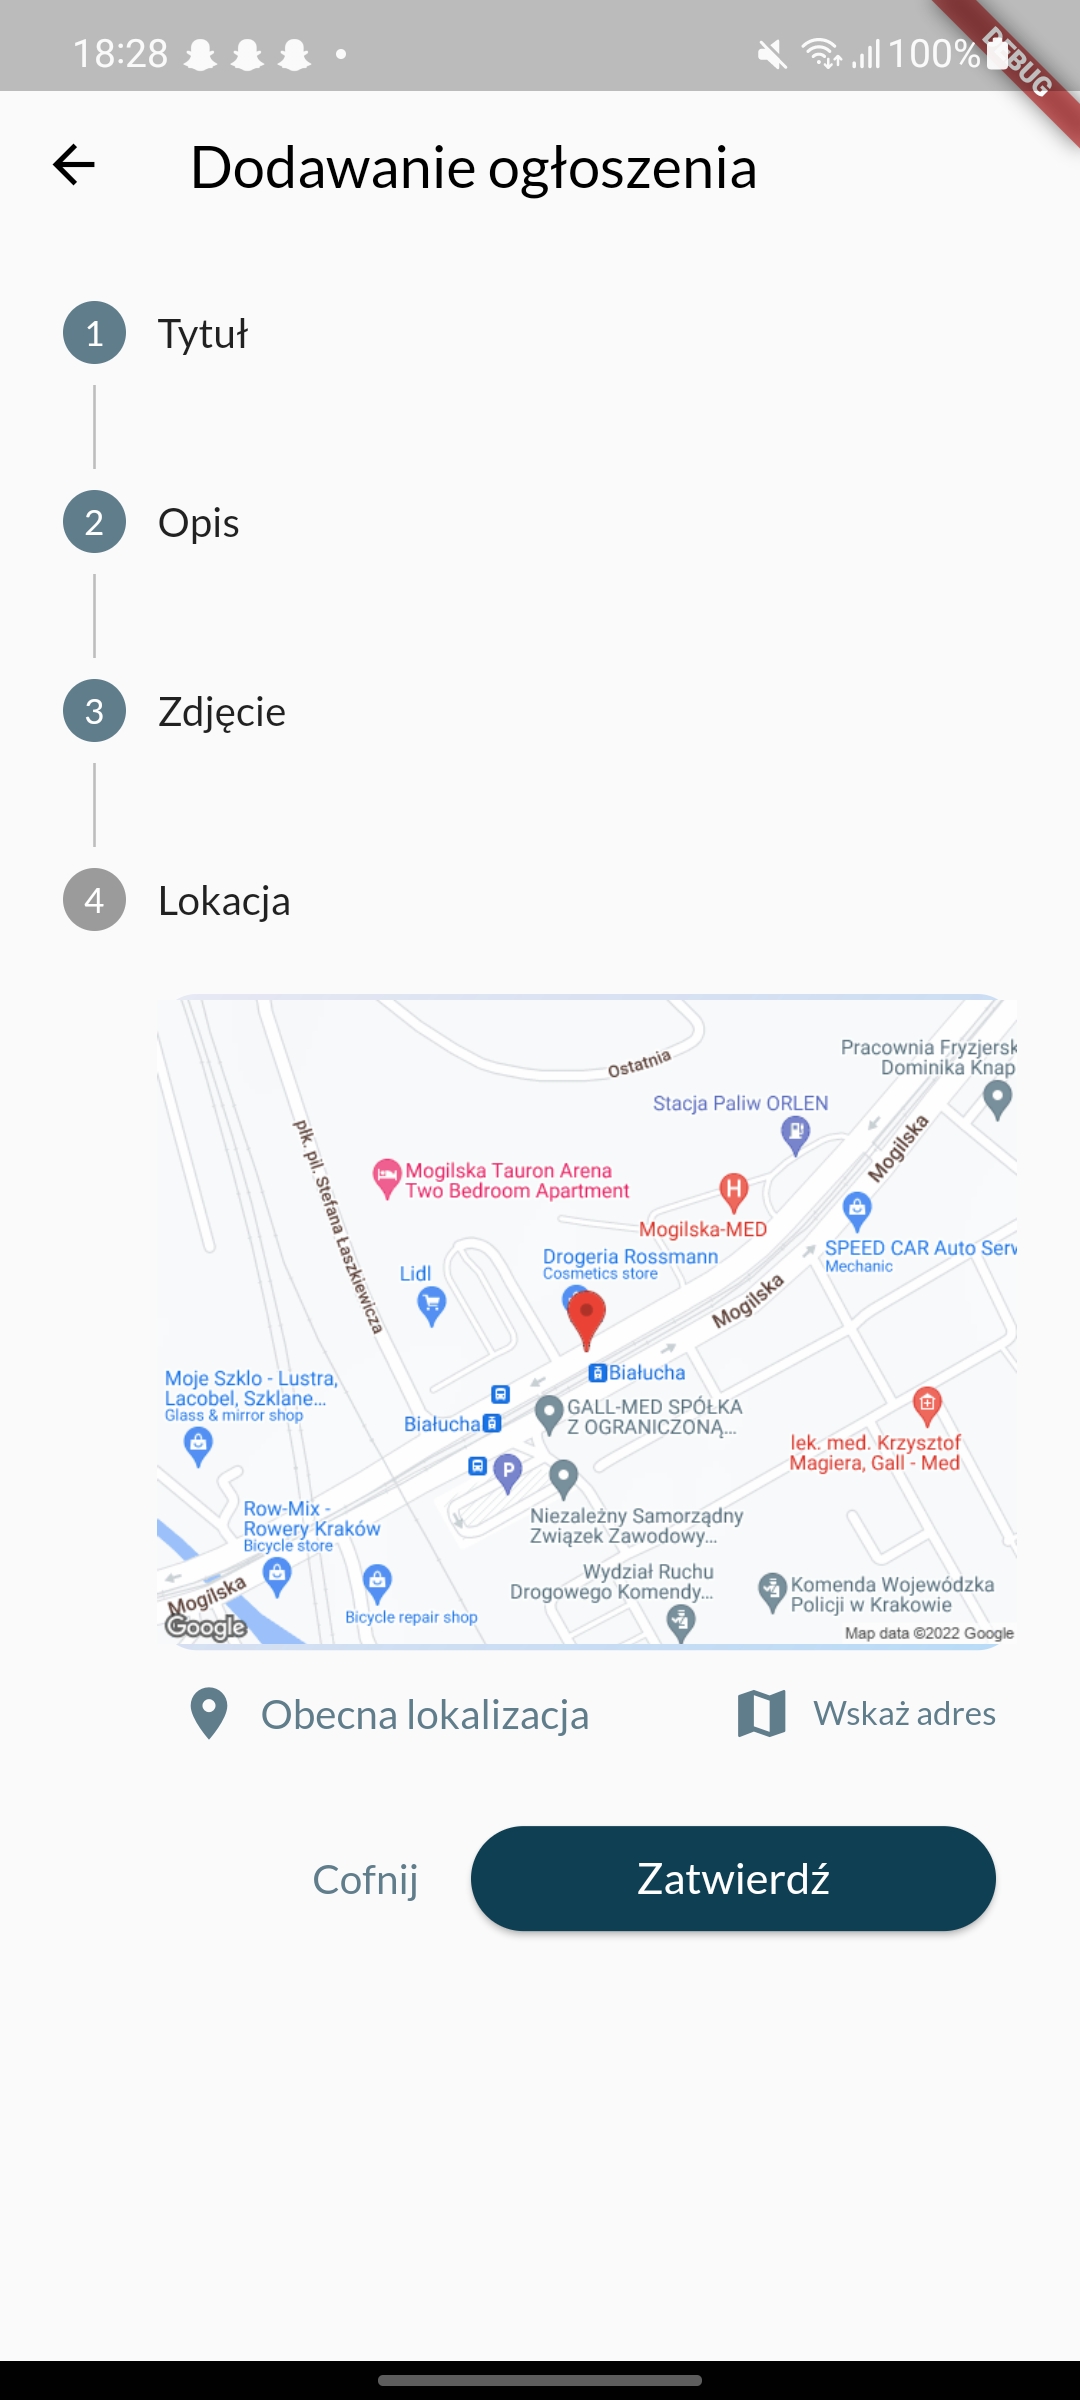 18:28
100%
DEBUG
Dodawanie ogłoszenia
1 Tytuł
2 Opis
3 Zdjęcie
4 Lokacja
Ostatnia
Pracownia Fryzjersk
Dominika Knap
Stacja Paliw ORLEN
Mogilska
plk. pil. Stefana Łaszkiewicza
Mogilska Tauron Arena
Two Bedroom Apartment
H
Mogilska-MED
SPEED CAR Auto Serw
Mechanic
Drogeria Rossmann
Cosmetics store
Lidl
Mogilska
Białucha
Moje Szklo - Lustra,
Lacobel, Szklane...
Glass & mirror shop
GALL-MED SPÓŁKA
Z OGRANICZONĄ...
Białucha
lek. med. Krzysztof
Magiera, Gall - Med
P
Niezależny Samorządny
Związek Zawodowy...
Row-Mix -
Rowery Kraków
Bicycle store
Wydział Ruchu
Drogowego Komendy...
Komenda Wojewódzka
Policji w Krakowie
Mogilska
Bicycle repair shop
Google
Map data ©2022 Google
Obecna lokalizacja
Wskaż adres
Cofnij
Zatwierdź